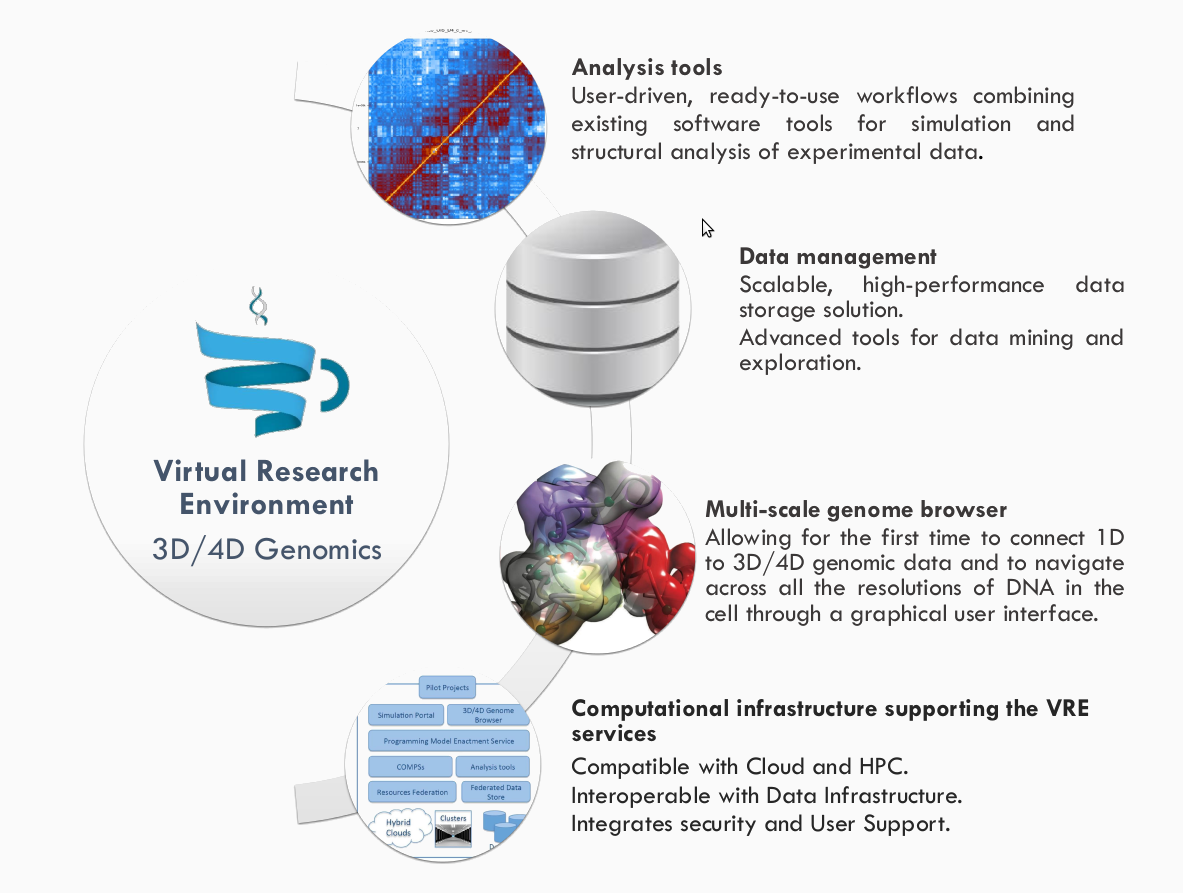 Analysis tools
User-driven, ready-to-use workflows combining
existing software tools for simulation and
structural analysis of experimental data.
Data management
Scalable, high-performance data
storage solution.
Advanced tools for data mining and
exploration.
Virtual Research
Environment
3D/4D Genomics
Multi-scale genome browser
Allowing for the first time to connect 1D
to 3D/4D genomic data and to navigate
across all the resolutions of DNA in the
cell through a graphical user interface.
Pilot Projects
Simulation Portal
3D/4D Genome
Browser
Programming Model Enactment Service
COMPSs
Analysis tools
Resources Federation
Federated Data
Store
Hybrid
Clouds
Clusters
Computational infrastructure supporting the VRE
services
Compatible with Cloud and HPC.
Interoperable with Data Infrastructure.
Integrates security and User Support.